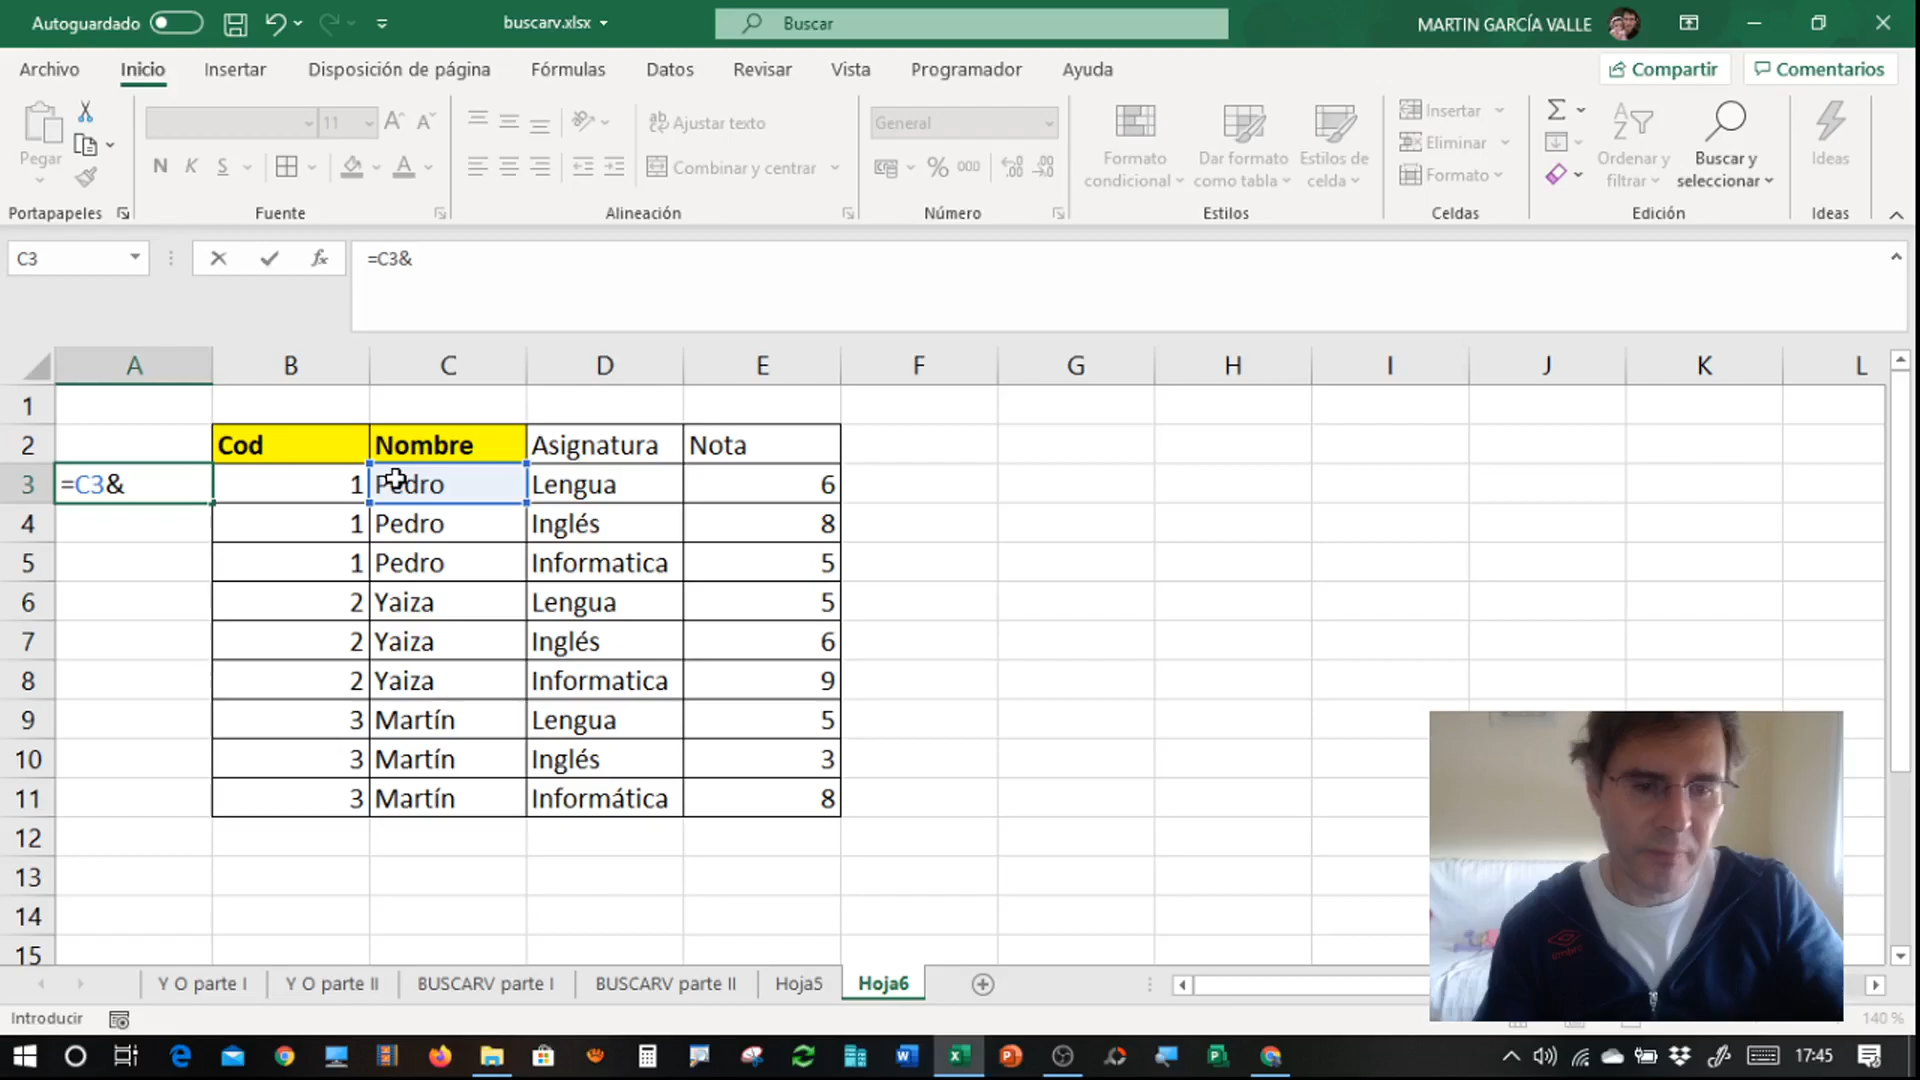 Autoguardado
buscarv.xlsx
Buscar
MARTIN GARCÍA VALLE
Archivo Inicio Insertar Disposición de página Fórmulas Datos Revisar Vista Programador Ayuda Compartir Comentarios
Pegar
Portapapeles
11
N K S
Fuente
Ajustar texto
Combinar y centrar
Alineación
General
% 000
Número
Formato condicional
Dar formato como tabla
Estilos de celda
Estilos
Insertar
Eliminar
Formato
Celdas
Ordenar y filtrar
Buscar y seleccionar
Edición
Ideas
Ideas
C3 fx =C3&
A B C D E F G H I J K L
1
2 Cod Nombre Asignatura Nota
3 =C3& 1 Pedro Lengua 6
4 1 Pedro Inglés 8
5 1 Pedro Informatica 5
6 2 Yaiza Lengua 5
7 2 Yaiza Inglés 6
8 2 Yaiza Informatica 9
9 3 Martín Lengua 5
10 3 Martín Inglés 3
11 3 Martín Informática 8
12
13
14
15
Y O parte I Y O parte II BUSCARV parte I BUSCARV parte II Hoja5 Hoja6
Introducir
140 %
17:45